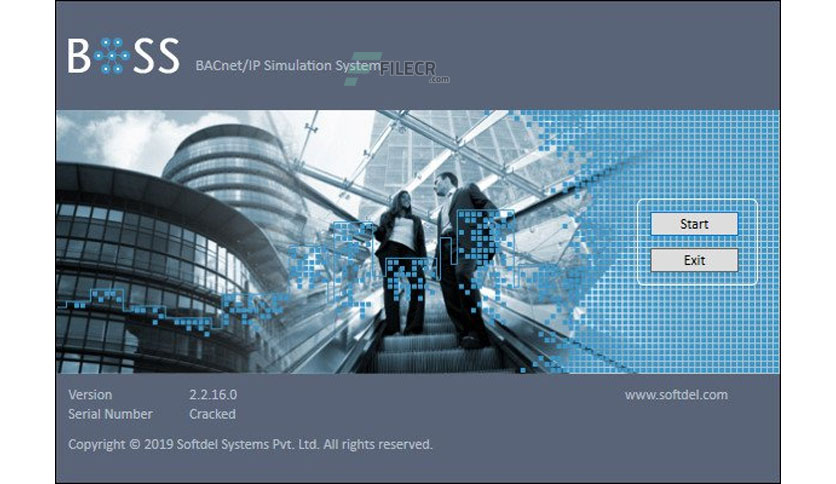 BOSS BACnet/IP Simulation System
FILECR
.com
Start
Exit
Version 2.2.16.0 www.softdel.com
Serial Number Cracked
Copyright © 2019 Softdel Systems Pvt. Ltd. All rights reserved.